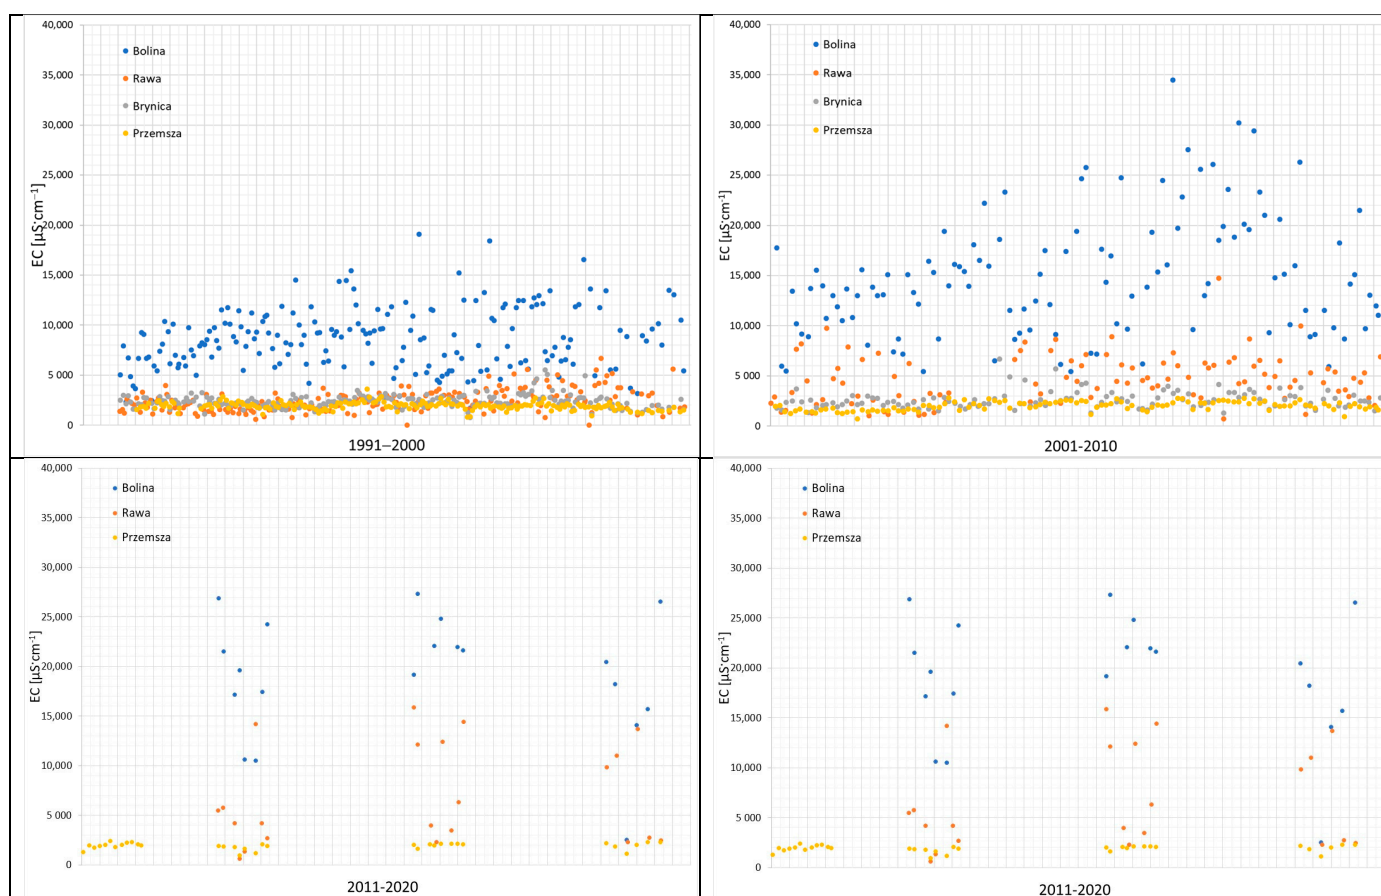 40,000
35,000
30,000
25,000
20,000
15,000
10,000
5 000
0
EC [µS·cm⁻¹]
Bolina
Rawa
Brynica
Przemsza
1991–2000
40,000
35,000
30,000
25,000
20,000
15,000
10,000
5 000
0
EC [µS·cm⁻¹]
Bolina
Rawa
Brynica
Przemsza
2001-2010
40,000
35,000
30,000
25,000
20,000
15,000
10,000
5 000
0
EC [µS·cm⁻¹]
Bolina
Rawa
Przemsza
2011-2020
40,000
35,000
30,000
25,000
20,000
15,000
10,000
5 000
0
EC [µS·cm⁻¹]
Bolina
Rawa
Przemsza
2011-2020